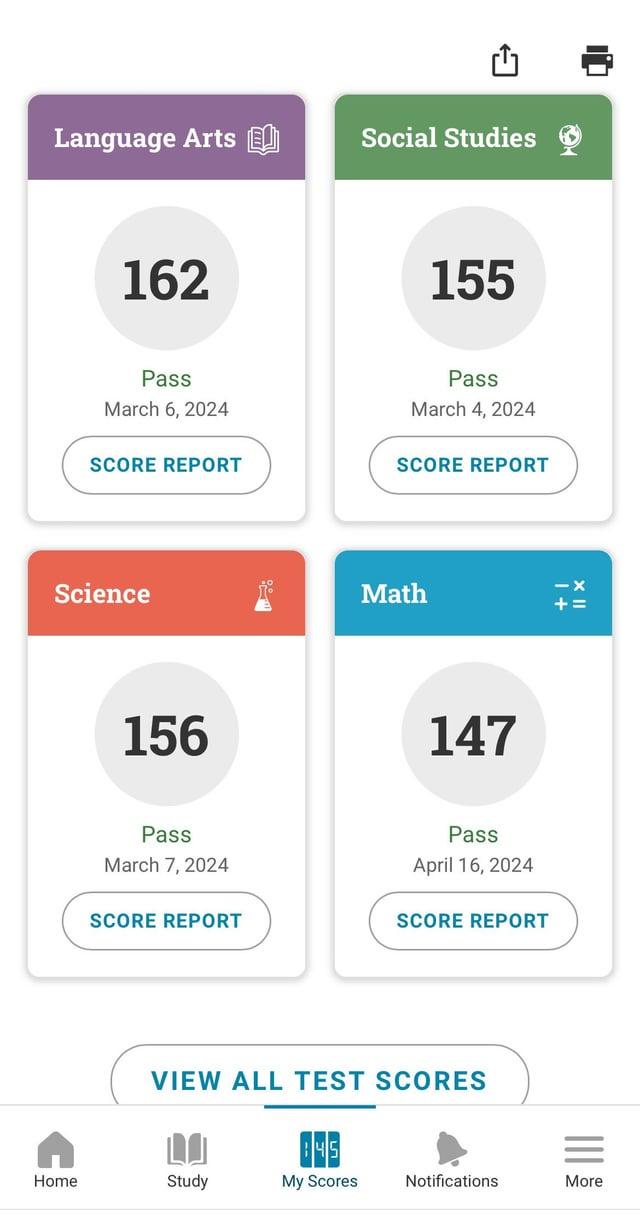 Language Arts
Social Studies
162
155
Pass
Pass
March 6, 2024
March 4, 2024
SCORE REPORT
SCORE REPORT
Science
Math
156
147
Pass
Pass
March 7, 2024
April 16, 2024
SCORE REPORT
SCORE REPORT
VIEW ALL TEST SCORES
145
Home
Study
My Scores
Notifications
More